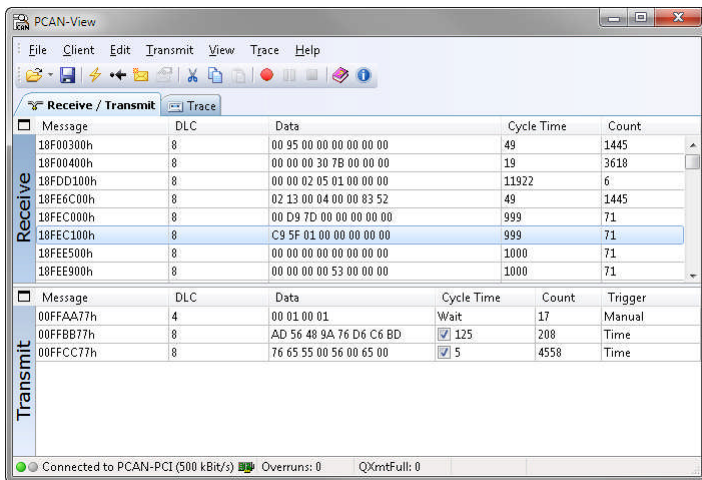 PCAN-View
File Client Edit Transmit View Trace Help
Receive / Transmit Trace
Message DLC Data Cycle Time Count
18F00300h 8 00 95 00 00 00 00 00 00 49 1445
18F00400h 8 00 00 00 30 7B 00 00 00 19 3618
18FDD100h 8 00 00 02 05 01 00 00 00 11922 6
18FE6C00h 8 02 13 00 04 00 00 83 52 49 1445
18FEC000h 8 00 D9 7D 00 00 00 00 00 999 71
18FEC100h 8 C9 5F 01 00 00 00 00 00 999 71
18FEE500h 8 00 00 00 00 00 00 00 00 1000 71
18FEE900h 8 00 00 00 00 53 00 00 00 1000 71
Receive
Message DLC Data Cycle Time Count Trigger
00FFAA77h 4 00 01 00 01 Wait 17 Manual
00FFBB77h 8 AD 56 48 9A 76 D6 C6 BD 125 208 Time
00FFCC77h 8 76 65 55 00 56 00 65 00 5 4558 Time
Transmit
Connected to PCAN-PCI (500 kBit/s) Overruns: 0 QXmtFull: 0